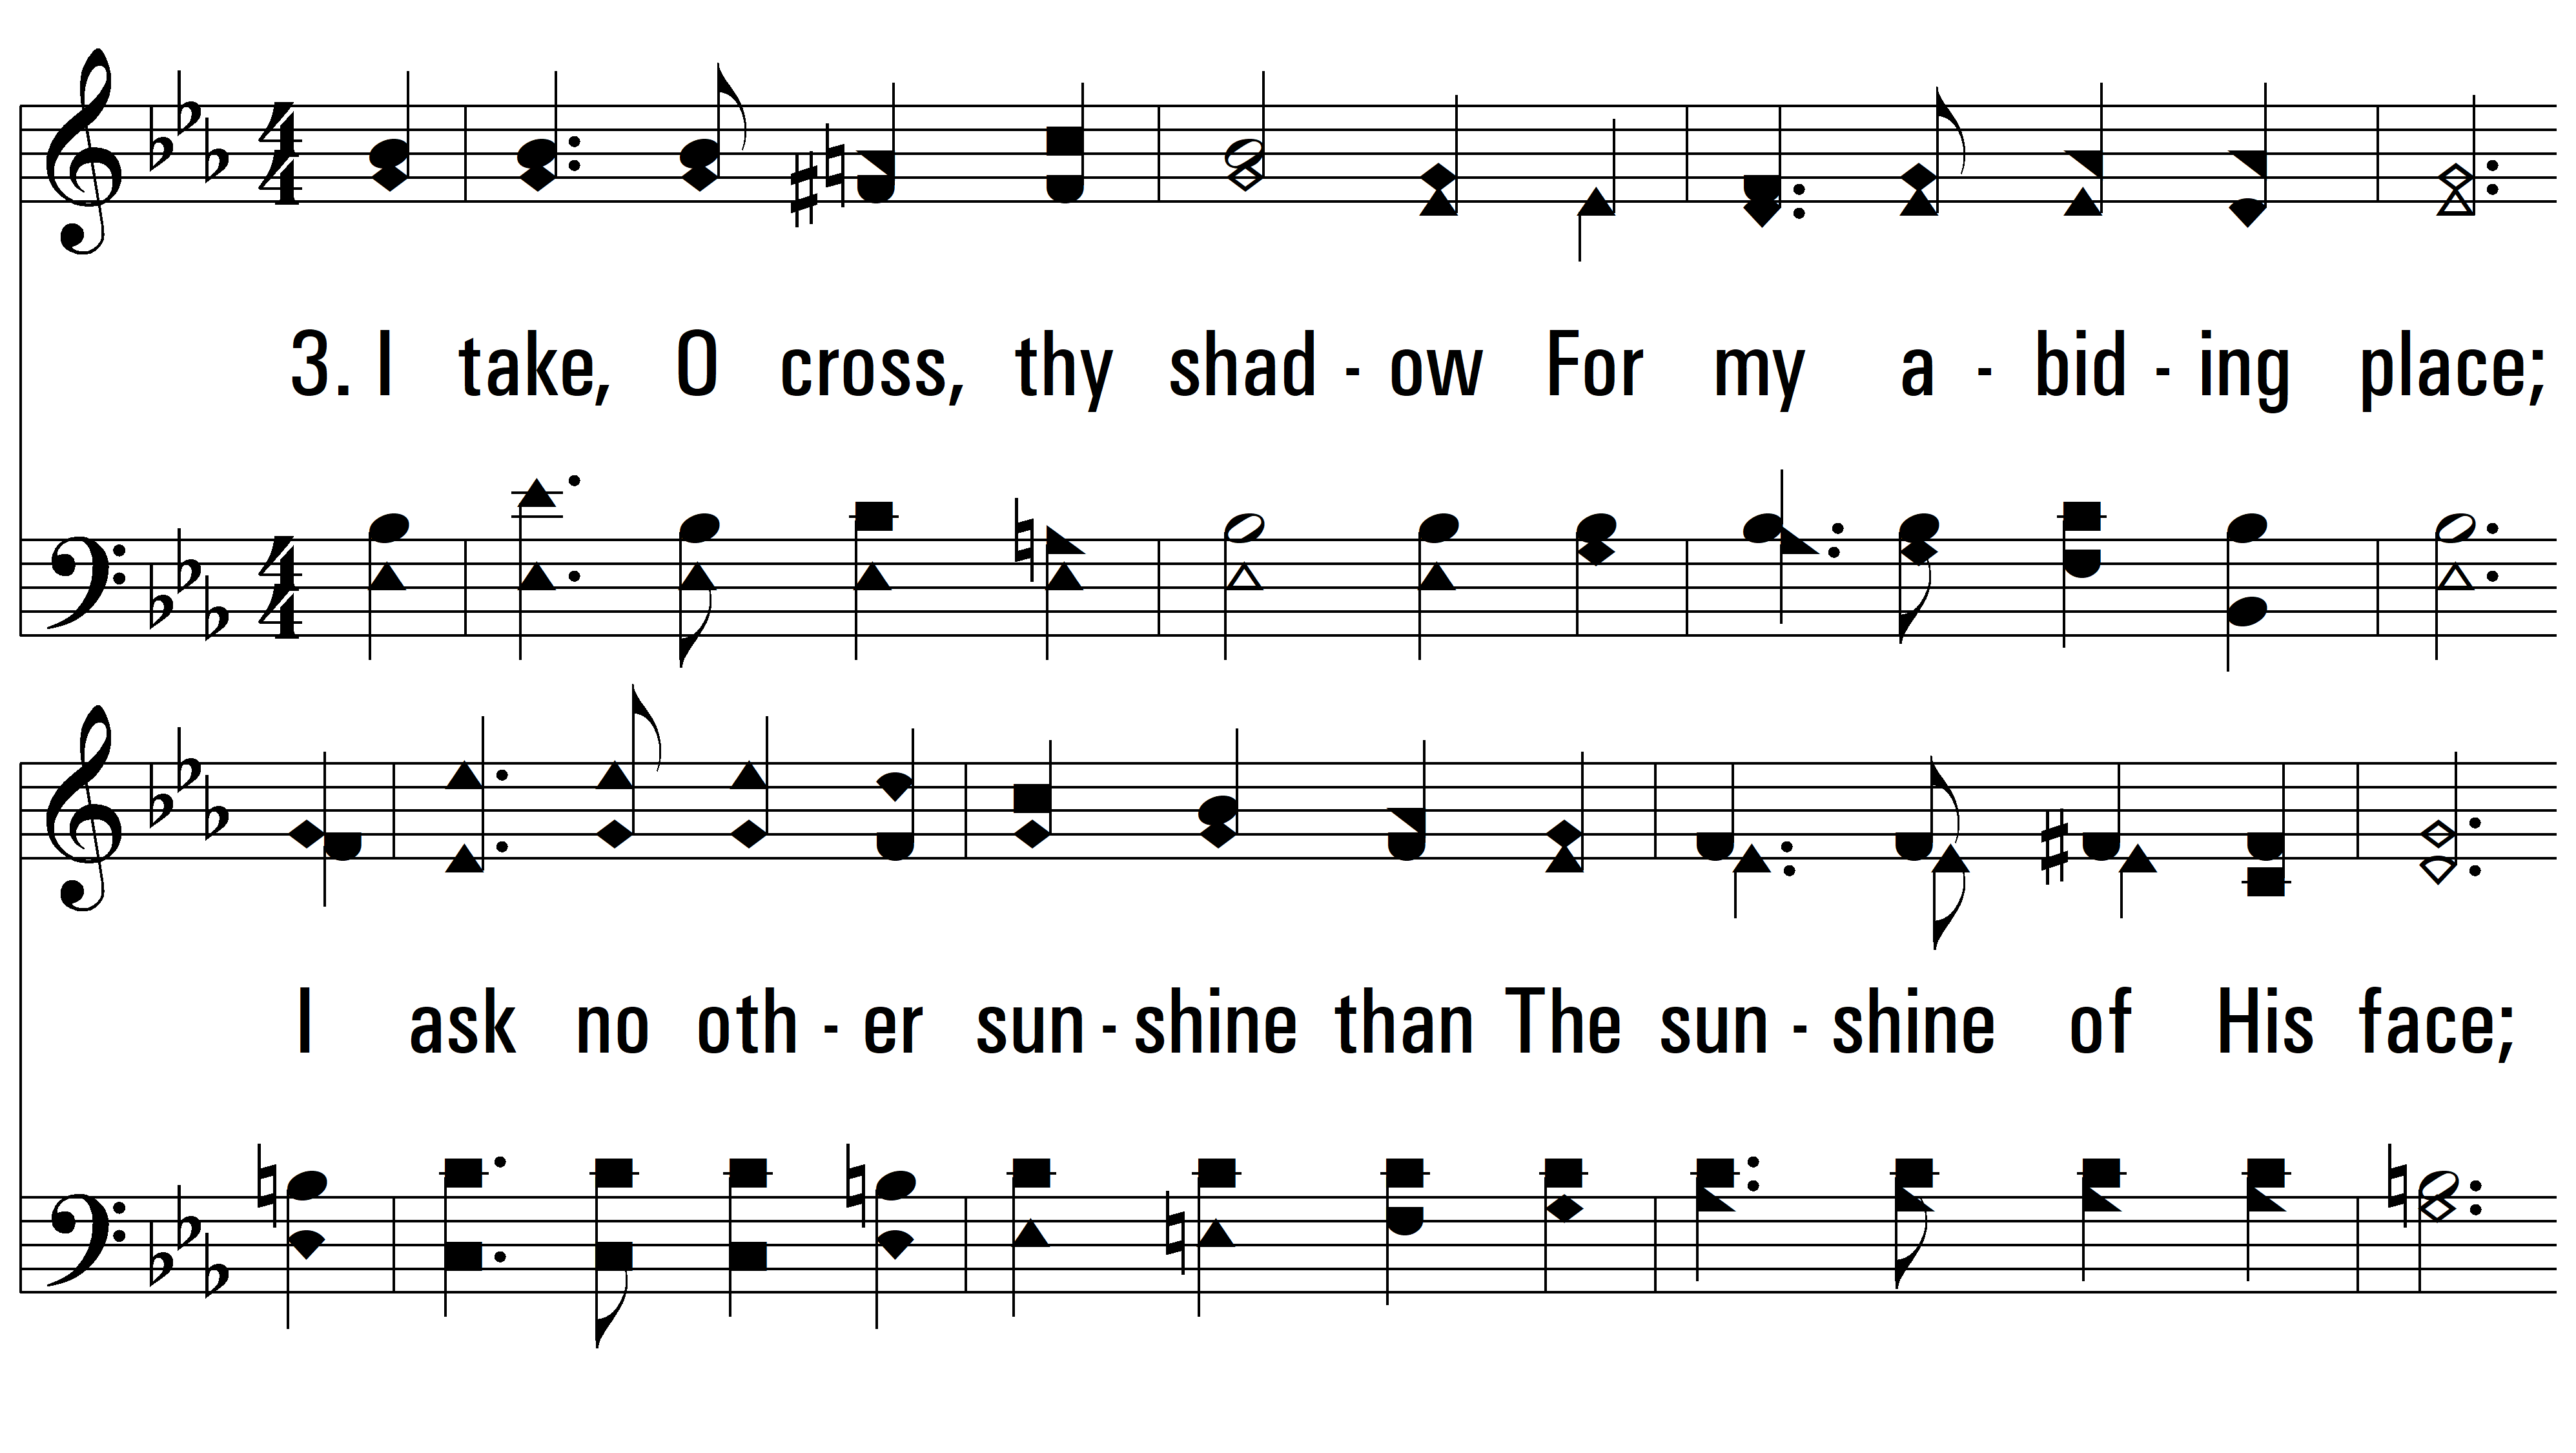 3. I take, O cross, thy shad - ow For my a - bid - ing place;
I ask no oth - er sun - shine than The sun - shine of His face;